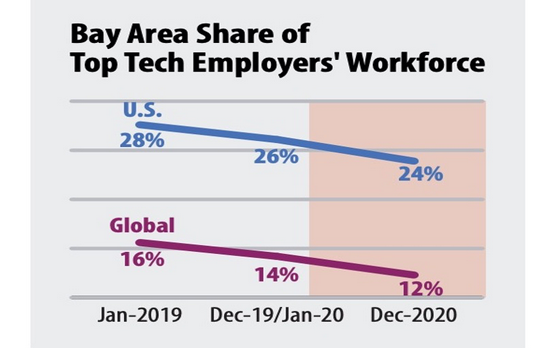 Bay Area Share of
Top Tech Employers' Workforce
U.S.
28%
26%
24%
Global
16%
14%
12%
Jan-2019 Dec-19/Jan-20 Dec-2020